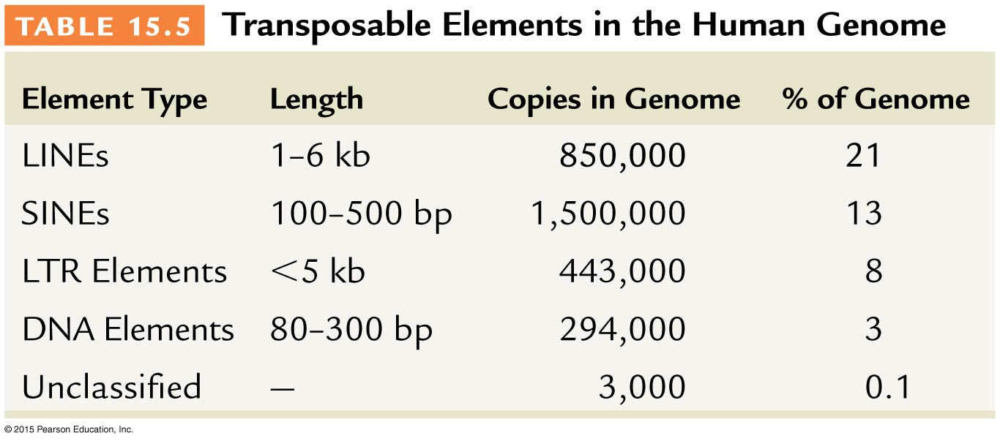 TABLE 15.5 Transposable Elements in the Human Genome
Element Type Length Copies in Genome % of Genome
LINEs 1–6 kb 850,000 21
SINEs 100–500 bp 1,500,000 13
LTR Elements <5 kb 443,000 8
DNA Elements 80–300 bp 294,000 3
Unclassified — 3,000 0.1
© 2015 Pearson Education, Inc.